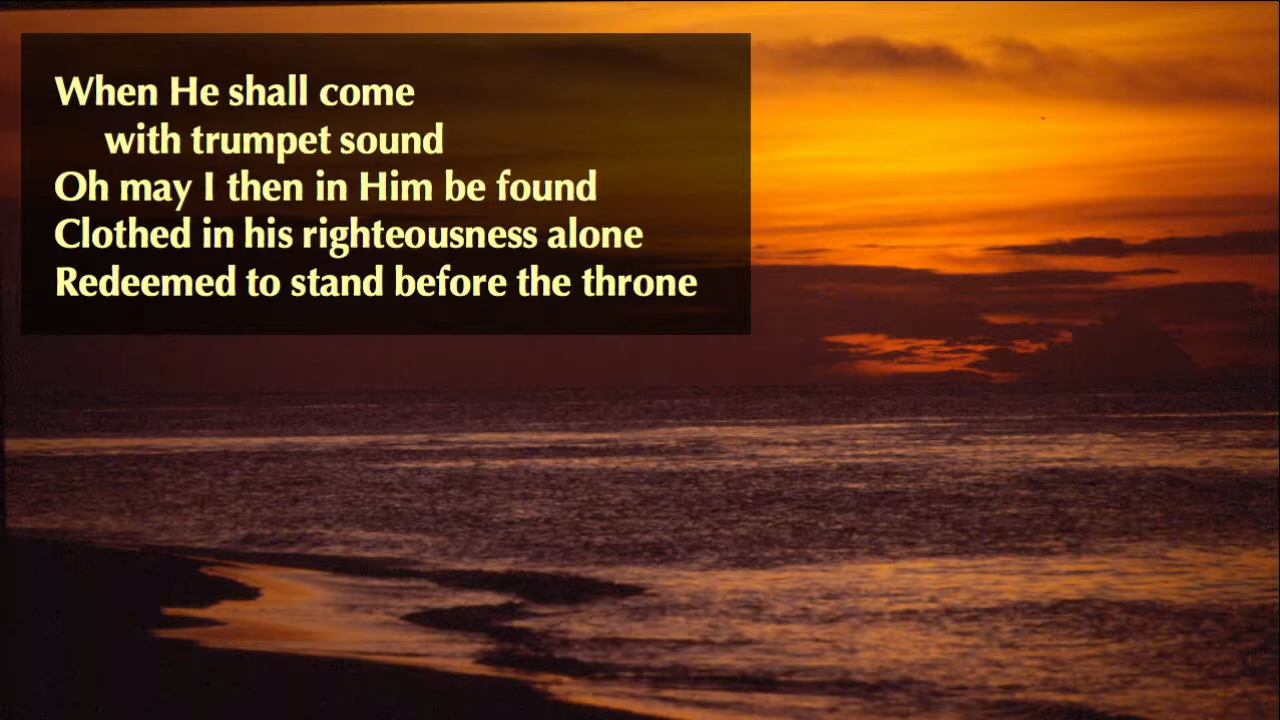 When He shall come
with trumpet sound
Oh may I then in Him be found
Clothed in his righteousness alone
Redeemed to stand before the throne